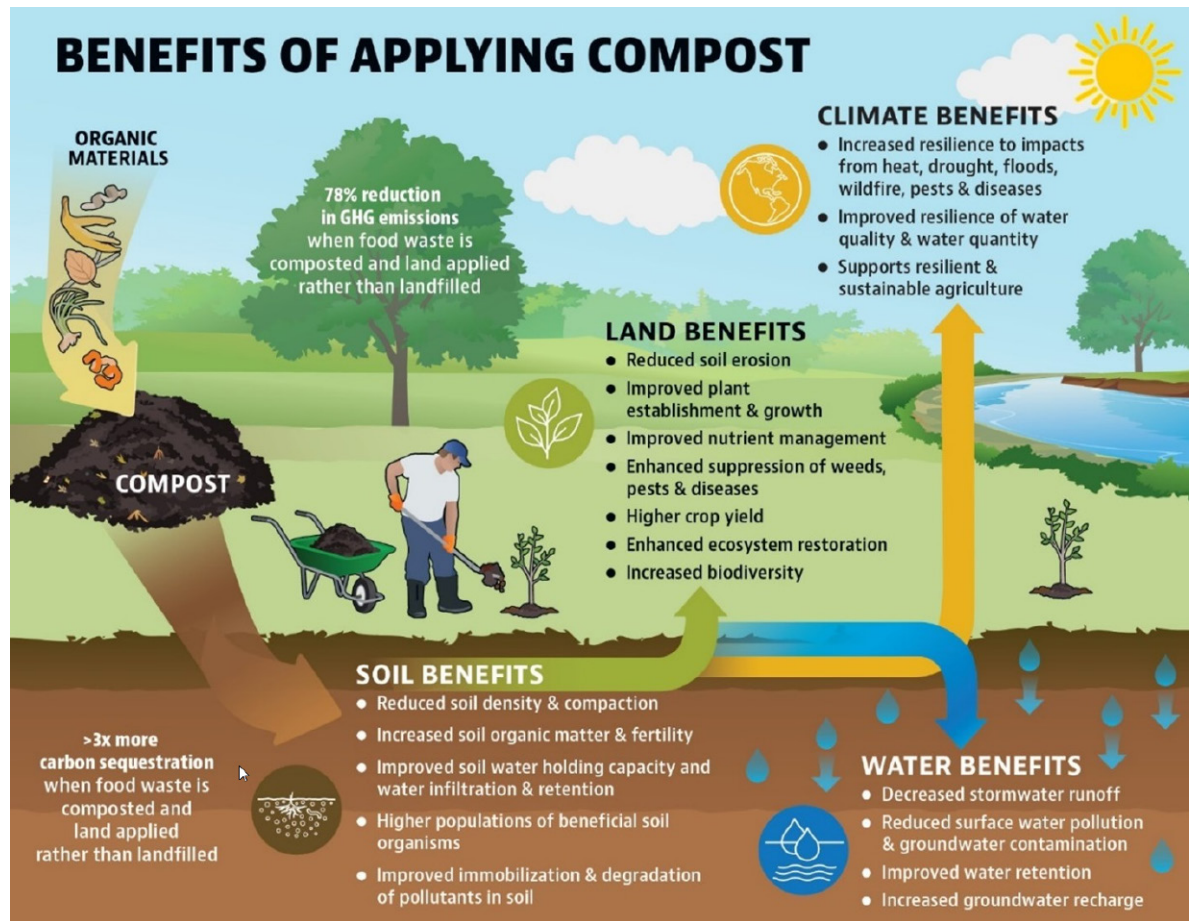 BENEFITS OF APPLYING COMPOST
ORGANIC
MATERIALS
78% reduction
in GHG emissions
when food waste is
composted and land applied
rather than landfilled
CLIMATE BENEFITS
• Increased resilience to impacts
from heat, drought, floods,
wildfire, pests & diseases
• Improved resilience of water
quality & water quantity
• Supports resilient &
sustainable agriculture
LAND BENEFITS
• Reduced soil erosion
• Improved plant
establishment & growth
• Improved nutrient management
• Enhanced suppression of weeds,
pests & diseases
• Higher crop yield
• Enhanced ecosystem restoration
• Increased biodiversity
COMPOST
SOIL BENEFITS
• Reduced soil density & compaction
• Increased soil organic matter & fertility
• Improved soil water holding capacity and
water infiltration & retention
• Higher populations of beneficial soil
organisms
• Improved immobilization & degradation
of pollutants in soil
>3x more
carbon sequestration
when food waste is
composted and
land applied
rather than landfilled
WATER BENEFITS
• Decreased stormwater runoff
• Reduced surface water pollution
& groundwater contamination
• Improved water retention
• Increased groundwater recharge